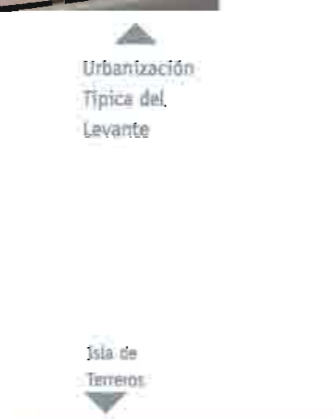 Urbanización
Típica del
Levante
Isla de
Terreros